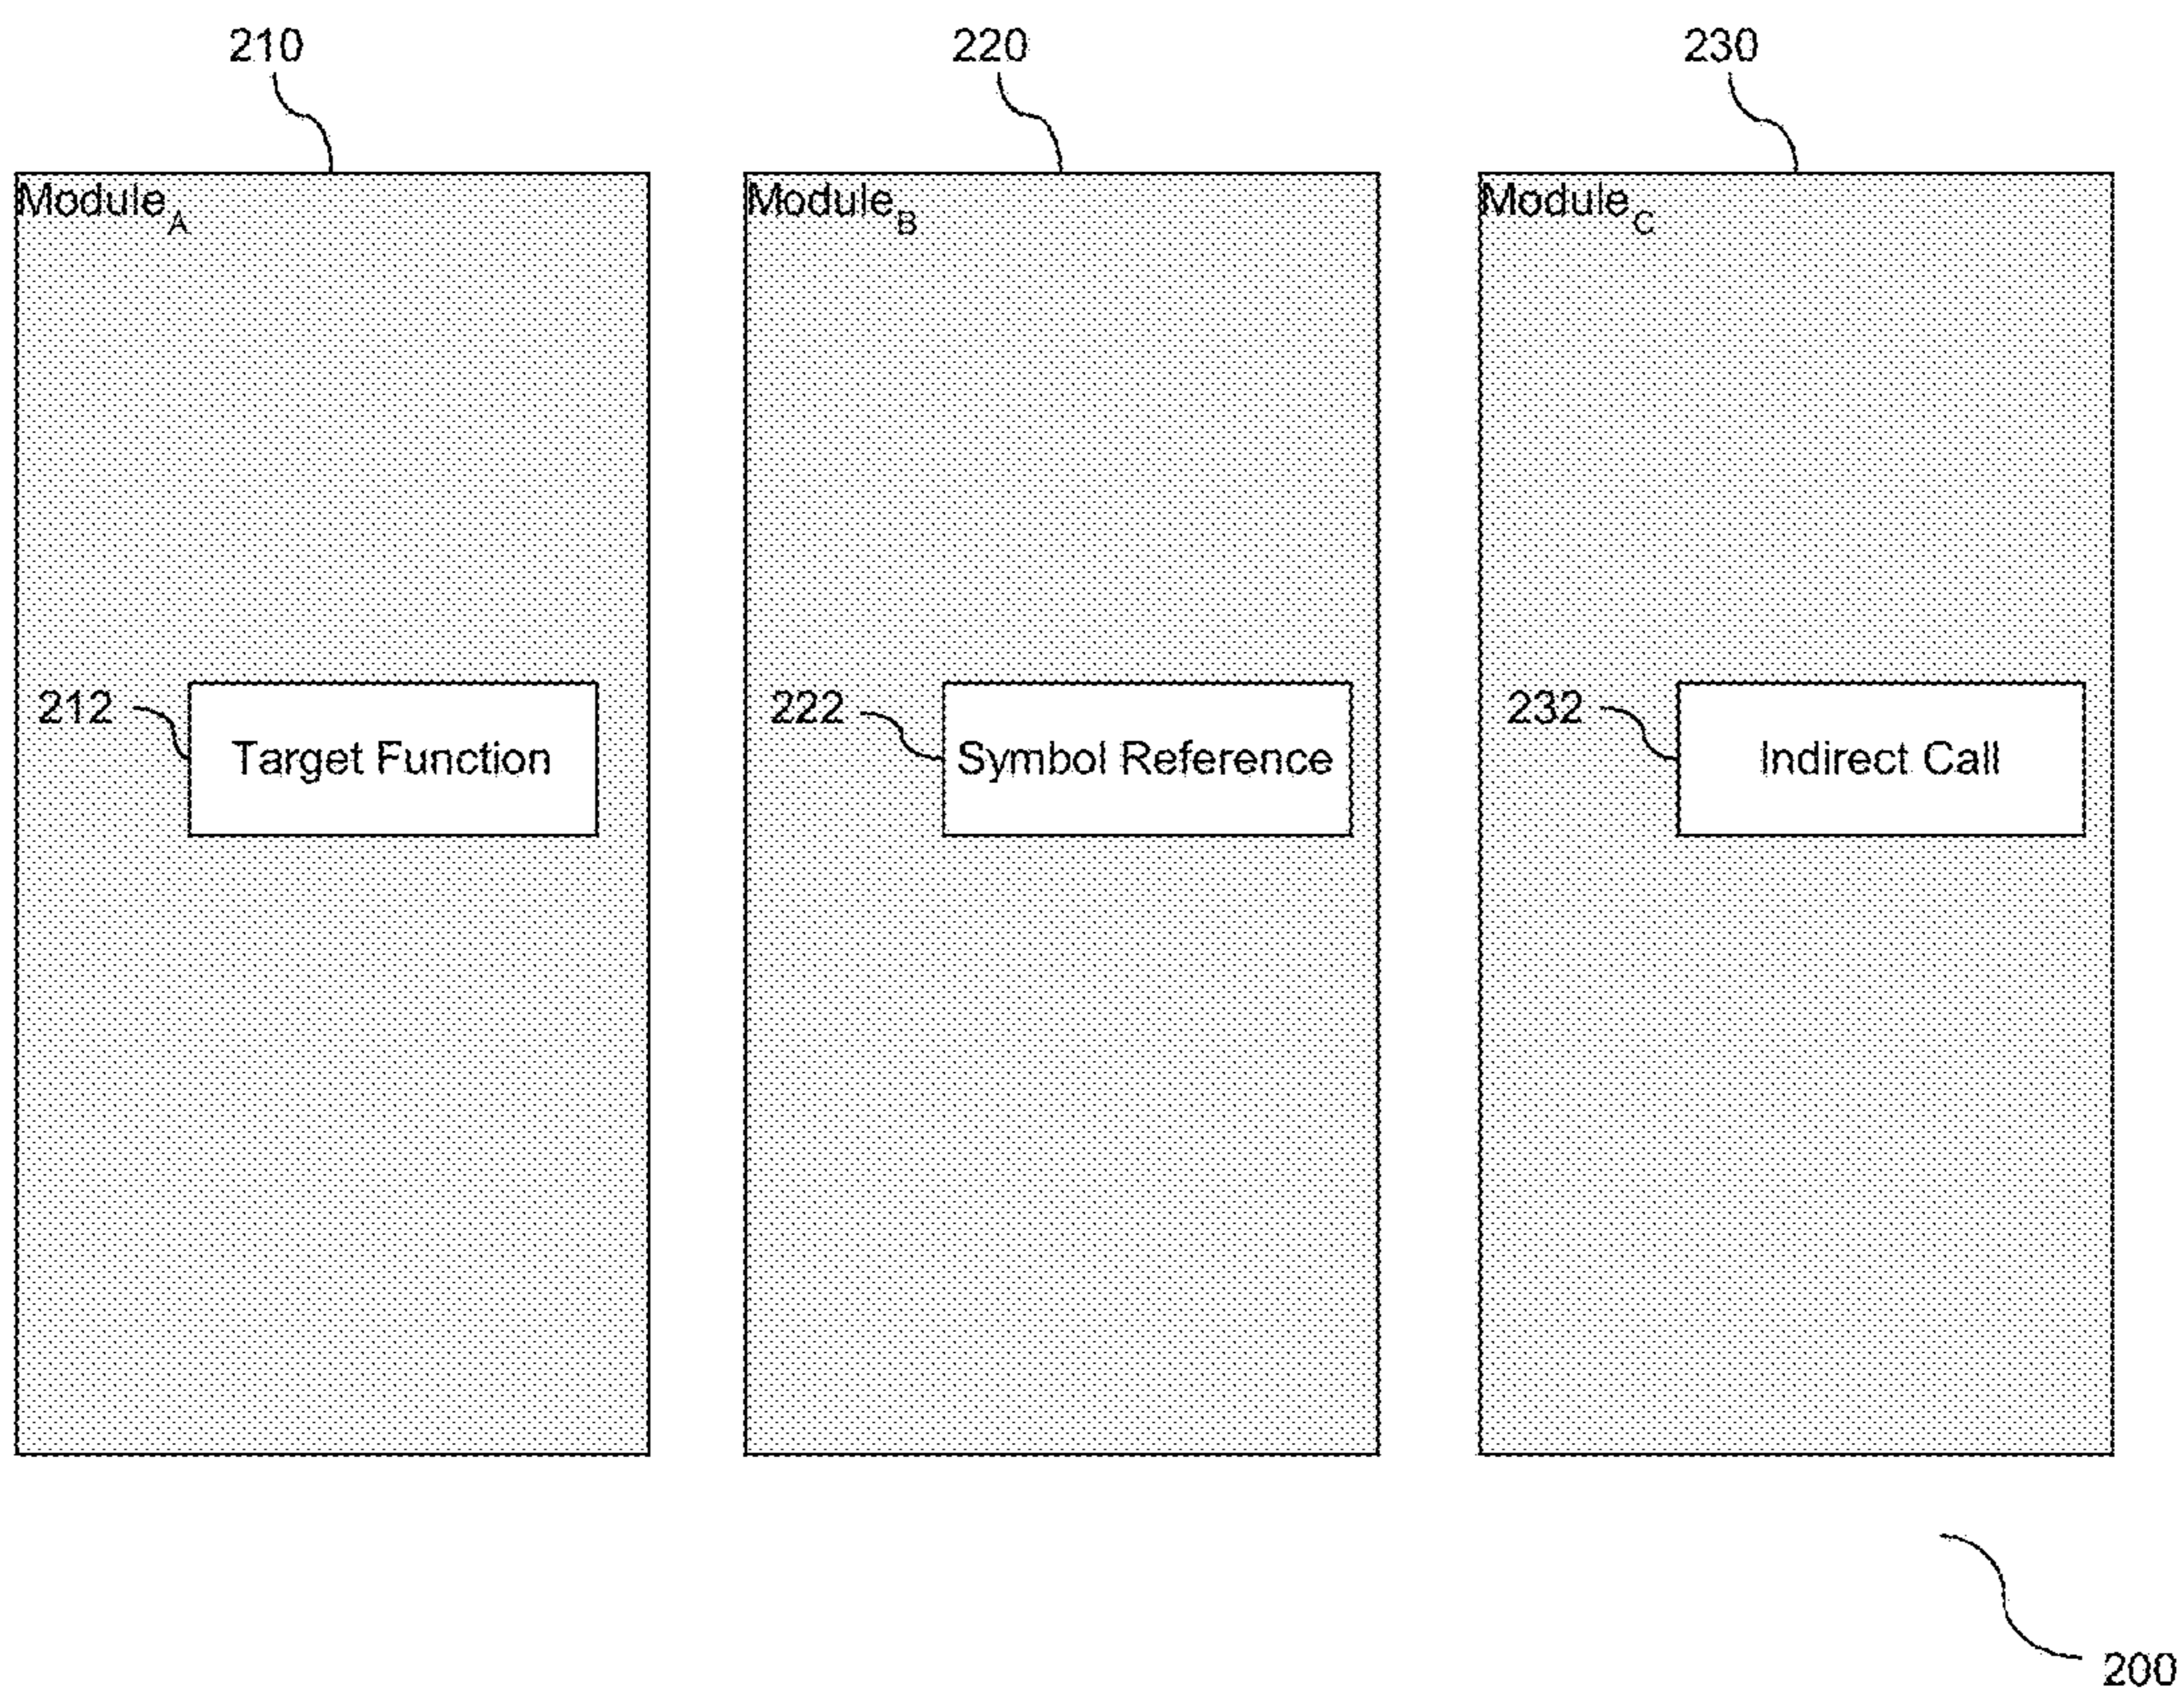 210
220
230
ModuleA
ModuleB
ModuleC
212
Target Function
222
Symbol Reference
232
Indirect Call
200